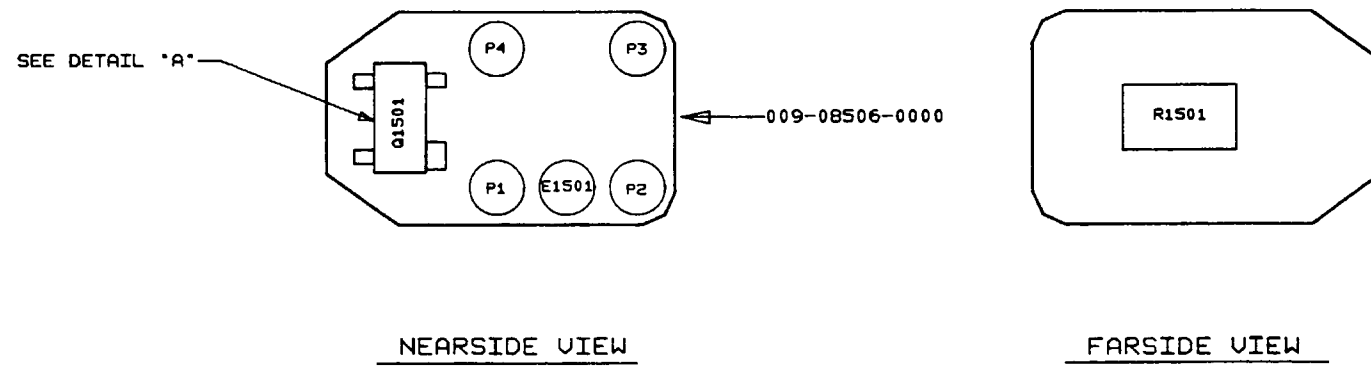 SEE DETAIL "A"
P4
P3
Q1501
009-08506-0000
R1501
P1
E1501
P2
NEARSIDE VIEW
FARSIDE VIEW